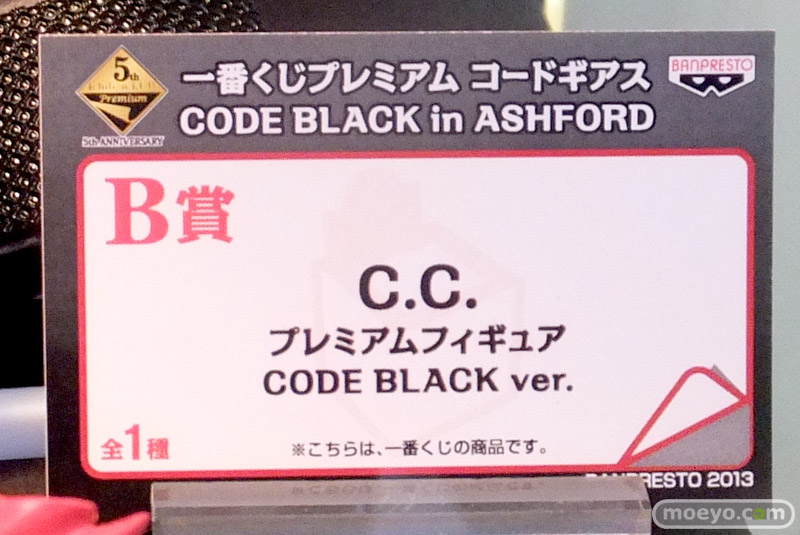 5th
Ichiban KUJI
Premium
5th ANNIVERSARY
一番くじプレミアム コードギアス
CODE BLACK in ASHFORD
BANPRESTO
B賞
C.C.
プレミアムフィギュア
CODE BLACK ver.
全1種
※こちらは、一番くじの商品です。
BANPRESTO 2013
moeyo.com